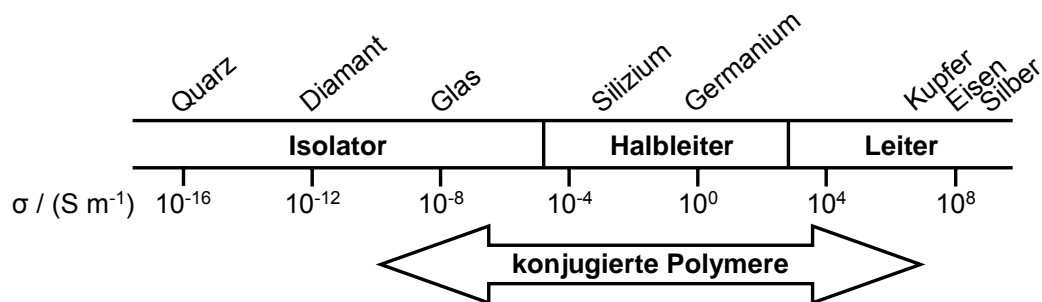 Quarz Diamant Glas Silizium Germanium Kupfer Eisen Silber
Isolator Halbleiter Leiter
σ / (S m⁻¹) 10⁻¹⁶ 10⁻¹² 10⁻⁸ 10⁻⁴ 10⁰ 10⁴ 10⁸
konjugierte Polymere